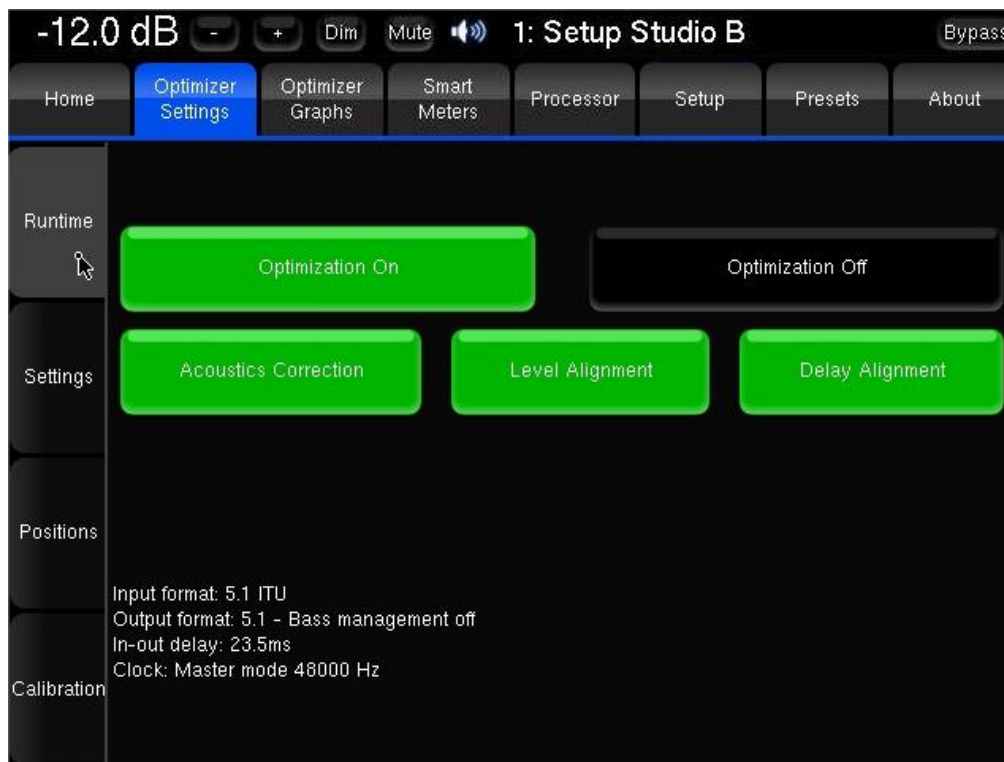 -12.0 dB - + Dim Mute 1: Setup Studio B Bypass
Home
Optimizer
Settings
Optimizer
Graphs
Smart
Meters
Processor
Setup
Presets
About
Runtime
Optimization On
Optimization Off
Settings
Acoustics Correction
Level Alignment
Delay Alignment
Positions
Input format: 5.1 ITU
Output format: 5.1 - Bass management off
In-out delay: 23.5ms
Clock: Master mode 48000 Hz
Calibration